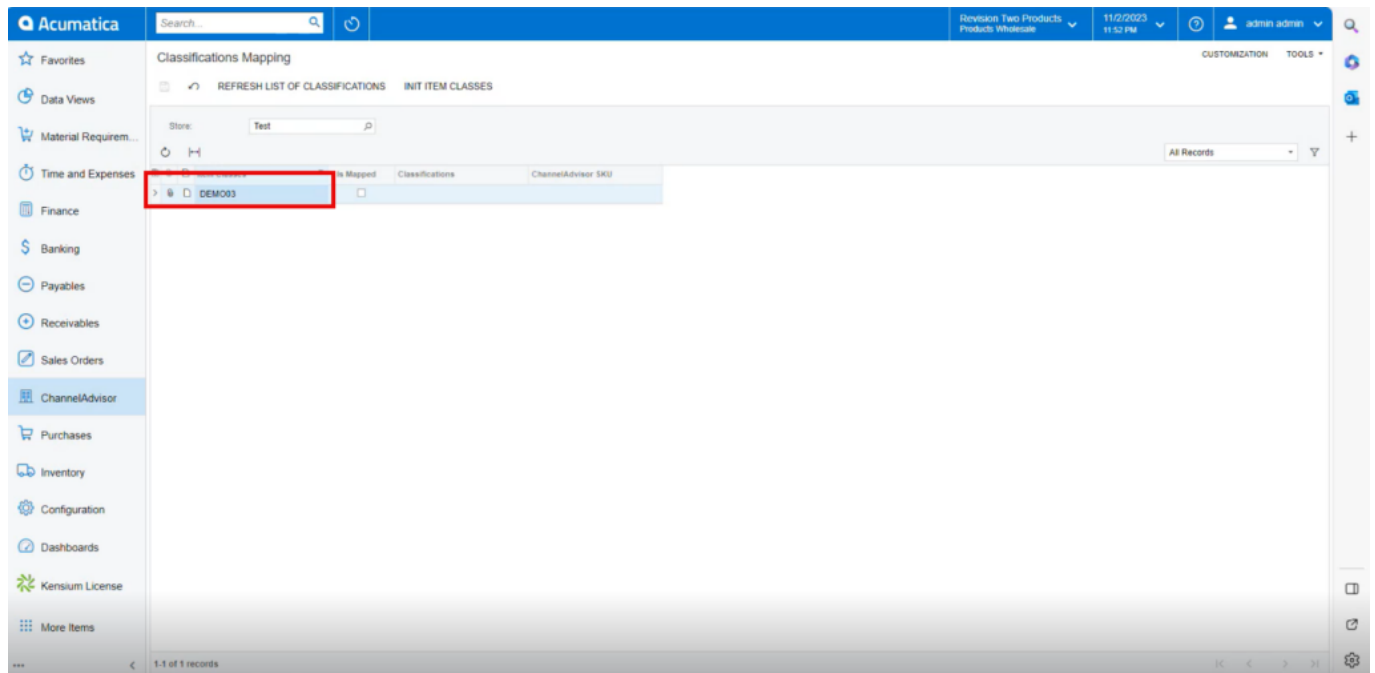 Acumatica
Search...
Revision Two Products
Products Wholesale
11/2/2023
11:52 PM
admin admin
Favorites
Data Views
Material Requirem...
Time and Expenses
Finance
Banking
Payables
Receivables
Sales Orders
ChannelAdvisor
Purchases
Inventory
Configuration
Dashboards
Kensium License
More Items
Classifications Mapping
CUSTOMIZATION TOOLS
REFRESH LIST OF CLASSIFICATIONS INIT ITEM CLASSES
Store: Test
All Records
Is Mapped Classifications ChannelAdvisor SKU
DEMO03
1-1 of 1 records